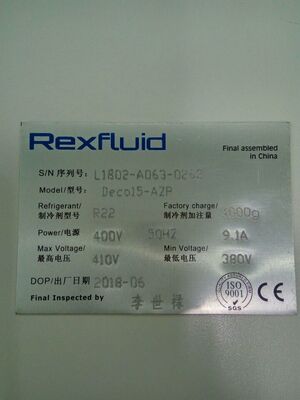 Rexfluid
Final assembled
in China
S/N 序列号: L1802-A063-0263
Model/型号: Deco15-AZP
Refrigerant/ 制冷剂型号 R22 Factory charge/ 制冷剂加注量 3000g
Power/电源 400V 50HZ 9.1A
Max Voltage/ 最高电压 410V Min Voltage/ 最低电压 380V
DOP/出厂日期 2018-06
Final Inspected by 李世禄
ISO
9001
SGS
CE